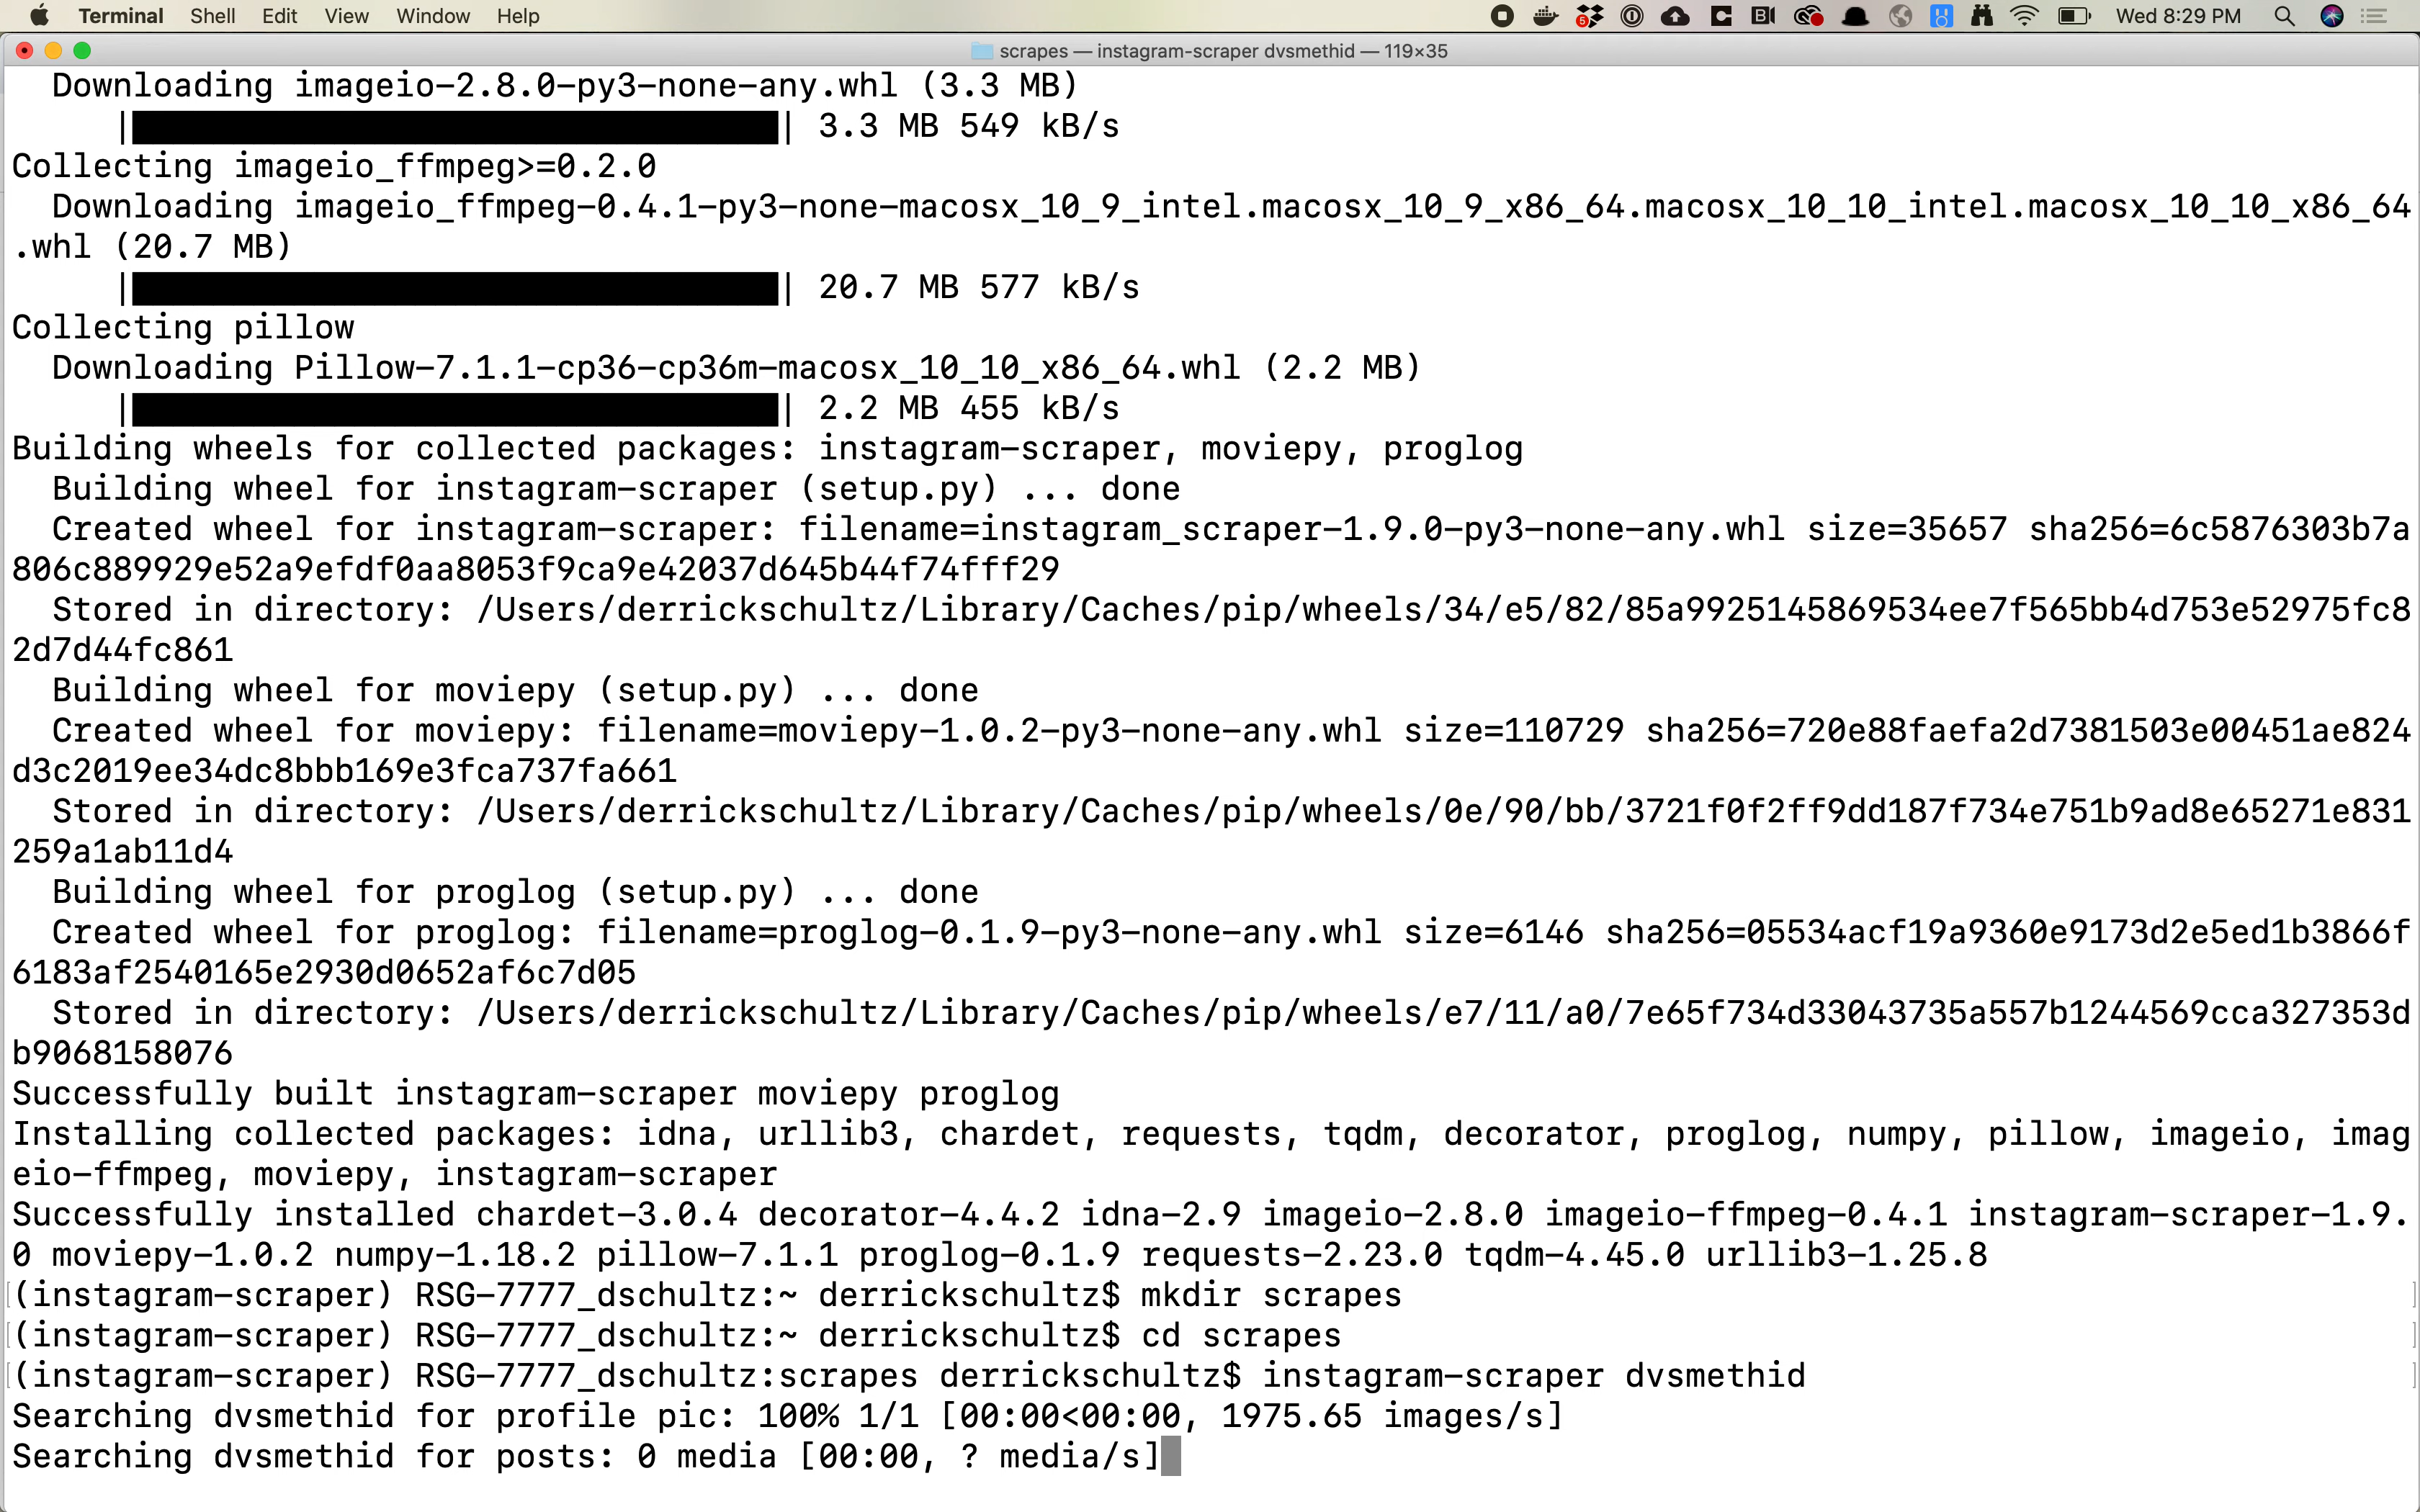 Terminal Shell Edit View Window Help 5 Wed 8:29 PM
scrapes — instagram-scraper dvsmethid — 119×35
Downloading imageio-2.8.0-py3-none-any.whl (3.3 MB)
|████████████████████████████████| 3.3 MB 549 kB/s
Collecting imageio_ffmpeg>=0.2.0
Downloading imageio_ffmpeg-0.4.1-py3-none-macosx_10_9_intel.macosx_10_9_x86_64.macosx_10_10_intel.macosx_10_10_x86_64
.whl (20.7 MB)
|████████████████████████████████| 20.7 MB 577 kB/s
Collecting pillow
Downloading Pillow-7.1.1-cp36-cp36m-macosx_10_10_x86_64.whl (2.2 MB)
|████████████████████████████████| 2.2 MB 455 kB/s
Building wheels for collected packages: instagram-scraper, moviepy, proglog
Building wheel for instagram-scraper (setup.py) ... done
Created wheel for instagram-scraper: filename=instagram_scraper-1.9.0-py3-none-any.whl size=35657 sha256=6c5876303b7a
806c889929e52a9efdf0aa8053f9ca9e42037d645b44f74fff29
Stored in directory: /Users/derrickschultz/Library/Caches/pip/wheels/34/e5/82/85a9925145869534ee7f565bb4d753e52975fc8
2d7d44fc861
Building wheel for moviepy (setup.py) ... done
Created wheel for moviepy: filename=moviepy-1.0.2-py3-none-any.whl size=110729 sha256=720e88faefa2d7381503e00451ae824
d3c2019ee34dc8bbb169e3fca737fa661
Stored in directory: /Users/derrickschultz/Library/Caches/pip/wheels/0e/90/bb/3721f0f2ff9dd187f734e751b9ad8e65271e831
259a1ab11d4
Building wheel for proglog (setup.py) ... done
Created wheel for proglog: filename=proglog-0.1.9-py3-none-any.whl size=6146 sha256=05534acf19a9360e9173d2e5ed1b3866f
6183af2540165e2930d0652af6c7d05
Stored in directory: /Users/derrickschultz/Library/Caches/pip/wheels/e7/11/a0/7e65f734d33043735a557b1244569cca327353d
b9068158076
Successfully built instagram-scraper moviepy proglog
Installing collected packages: idna, urllib3, chardet, requests, tqdm, decorator, proglog, numpy, pillow, imageio, imag
eio-ffmpeg, moviepy, instagram-scraper
Successfully installed chardet-3.0.4 decorator-4.4.2 idna-2.9 imageio-2.8.0 imageio-ffmpeg-0.4.1 instagram-scraper-1.9.
0 moviepy-1.0.2 numpy-1.18.2 pillow-7.1.1 proglog-0.1.9 requests-2.23.0 tqdm-4.45.0 urllib3-1.25.8
(instagram-scraper) RSG-7777_dschultz:~ derrickschultz$ mkdir scrapes
(instagram-scraper) RSG-7777_dschultz:~ derrickschultz$ cd scrapes
(instagram-scraper) RSG-7777_dschultz:scrapes derrickschultz$ instagram-scraper dvsmethid
Searching dvsmethid for profile pic: 100% 1/1 [00:00<00:00, 1975.65 images/s]
Searching dvsmethid for posts: 0 media [00:00, ? media/s]